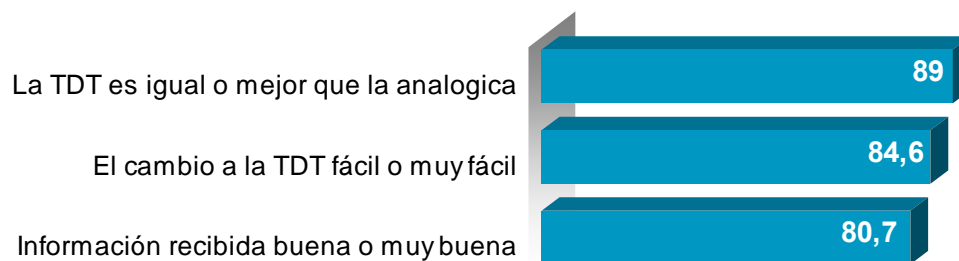 La TDT es igual o mejor que la analogica 89
El cambio a la TDT fácil o muy fácil 84,6
Información recibida buena o muy buena 80,7